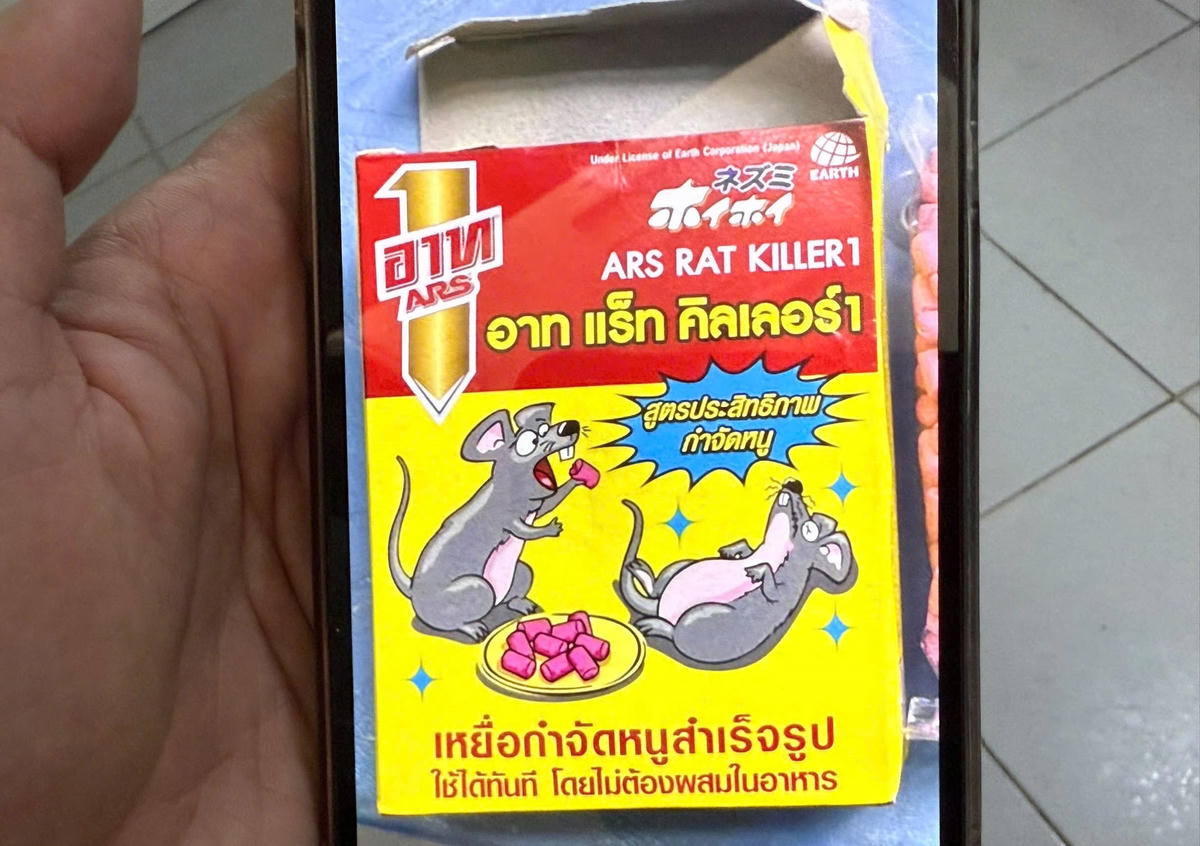 Under License of Earth Corporation (Japan)
EARTH
1
อาท
ARS
ネズミ
ホイホイ
ARS RAT KILLER1
อาท แร็ท คิลเลอร์1
สูตรประสิทธิภาพ
กำจัดหนู
เหยื่อกำจัดหนูสำเร็จรูป
ใช้ได้ทันที โดยไม่ต้องผสมในอาหาร